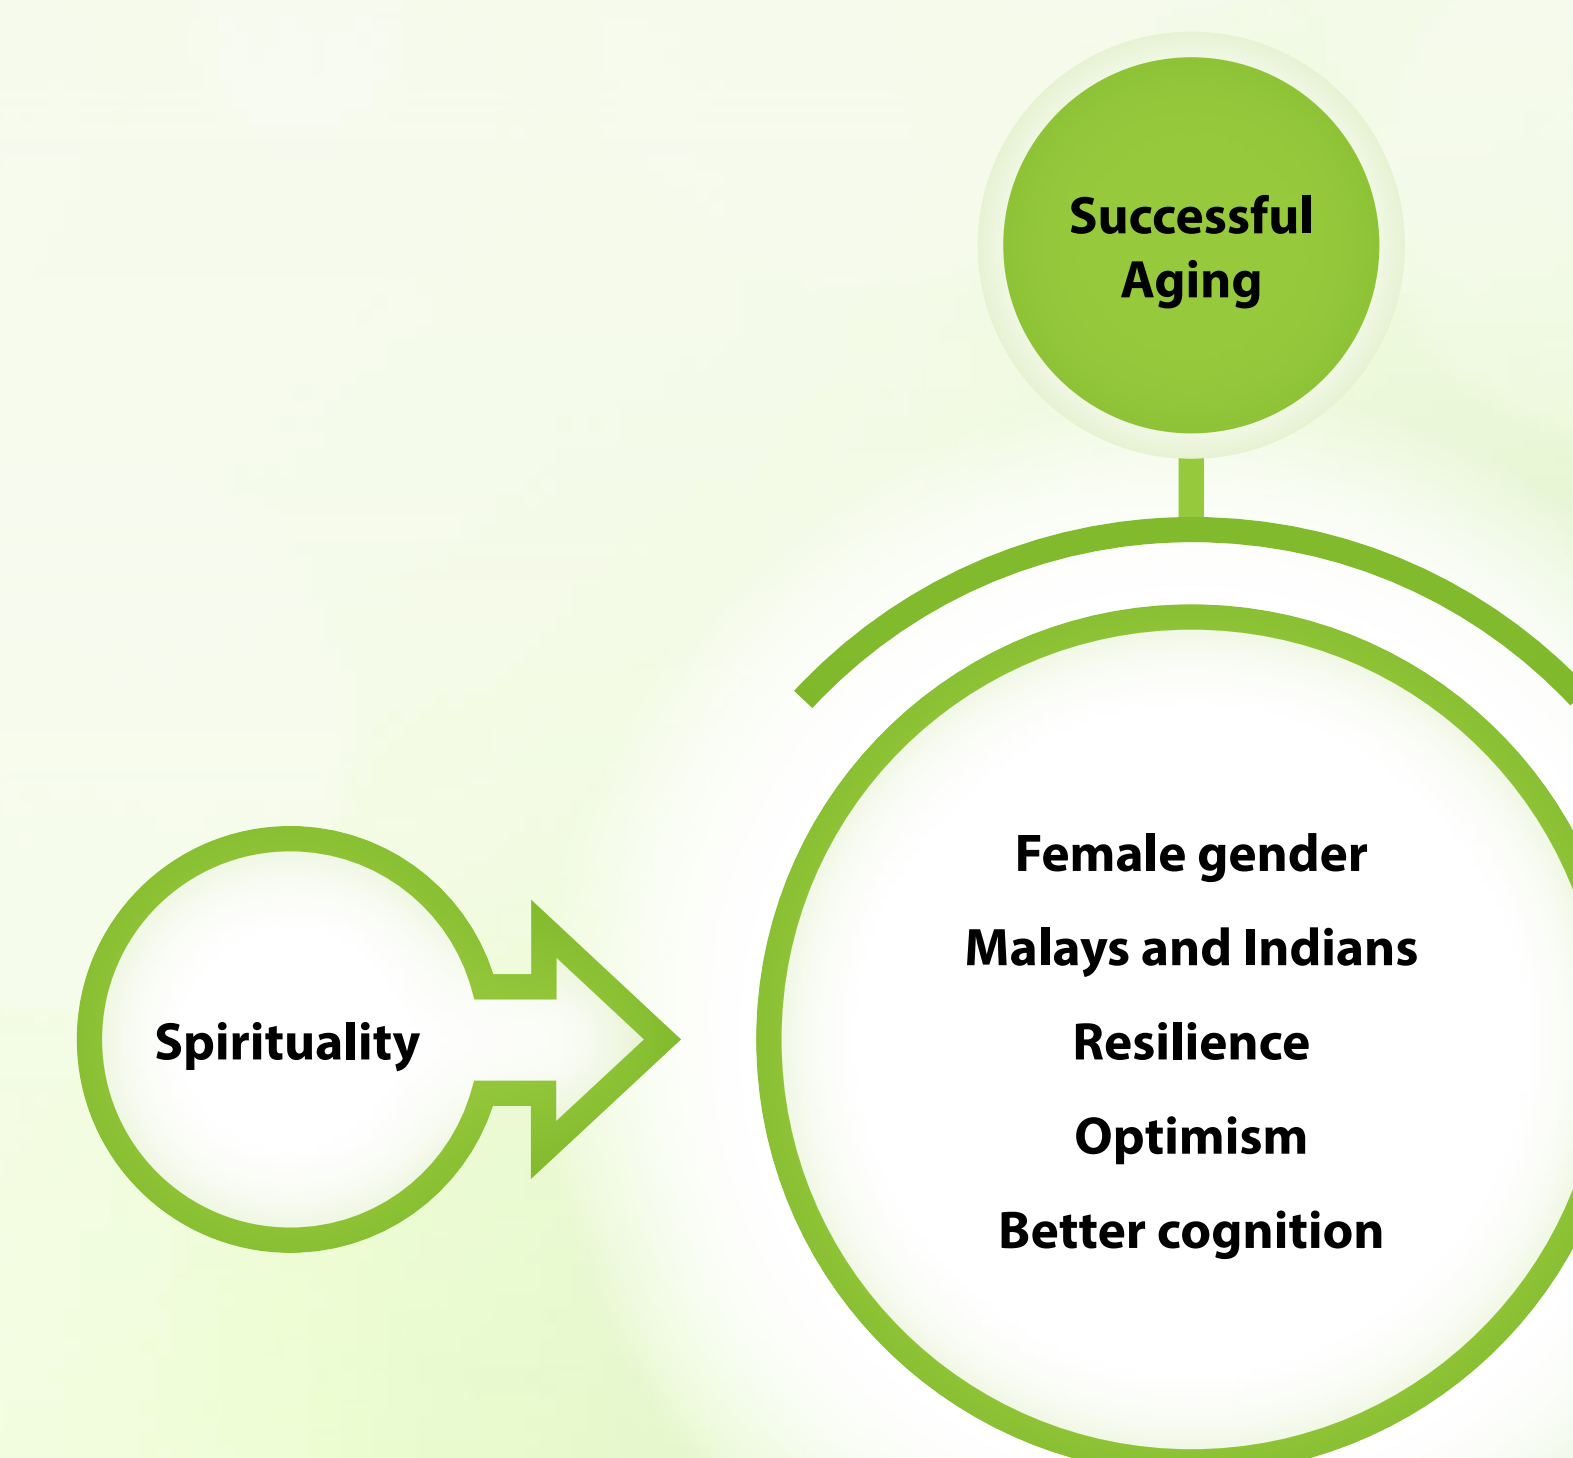 Successful
Aging
Spirituality
Female gender
Malays and Indians
Resilience
Optimism
Better cognition